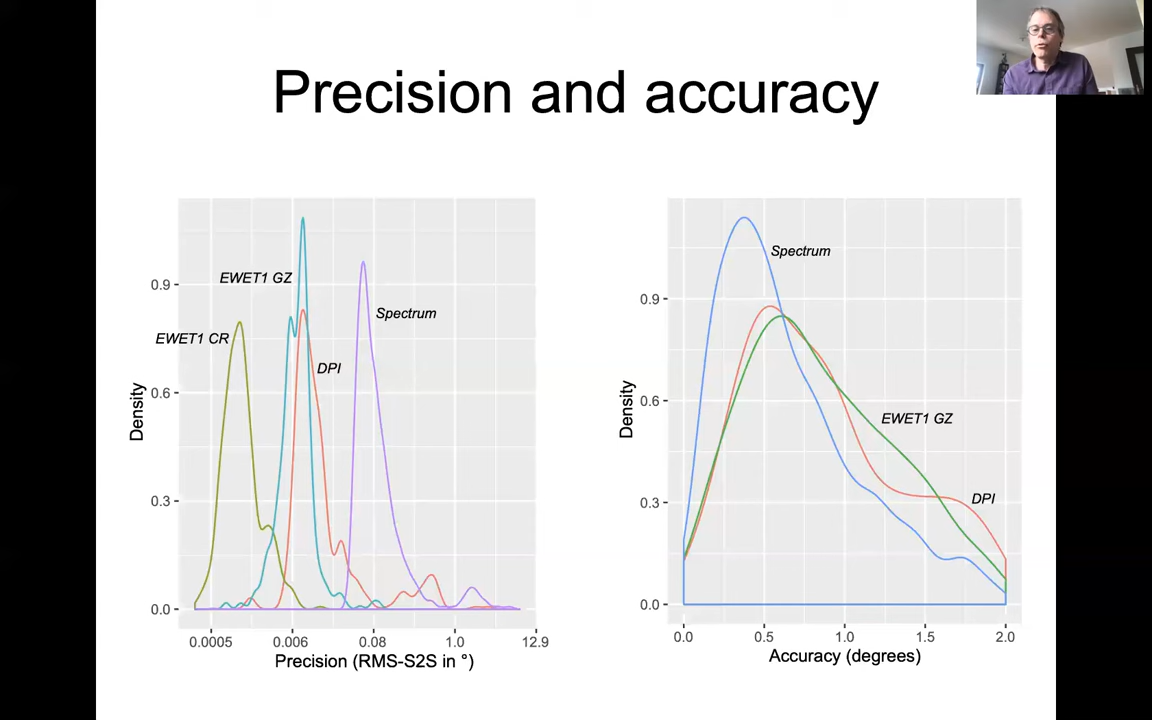 Precision and accuracy
EWET1 GZ
EWET1 CR
Spectrum
DPI
Density
0.9
0.6
0.3
0.0
0.0005
0.006
0.08
1.0
12.9
Precision (RMS-S2S in °)
Spectrum
EWET1 GZ
DPI
Density
0.9
0.6
0.3
0.0
0.0
0.5
1.0
1.5
2.0
Accuracy (degrees)